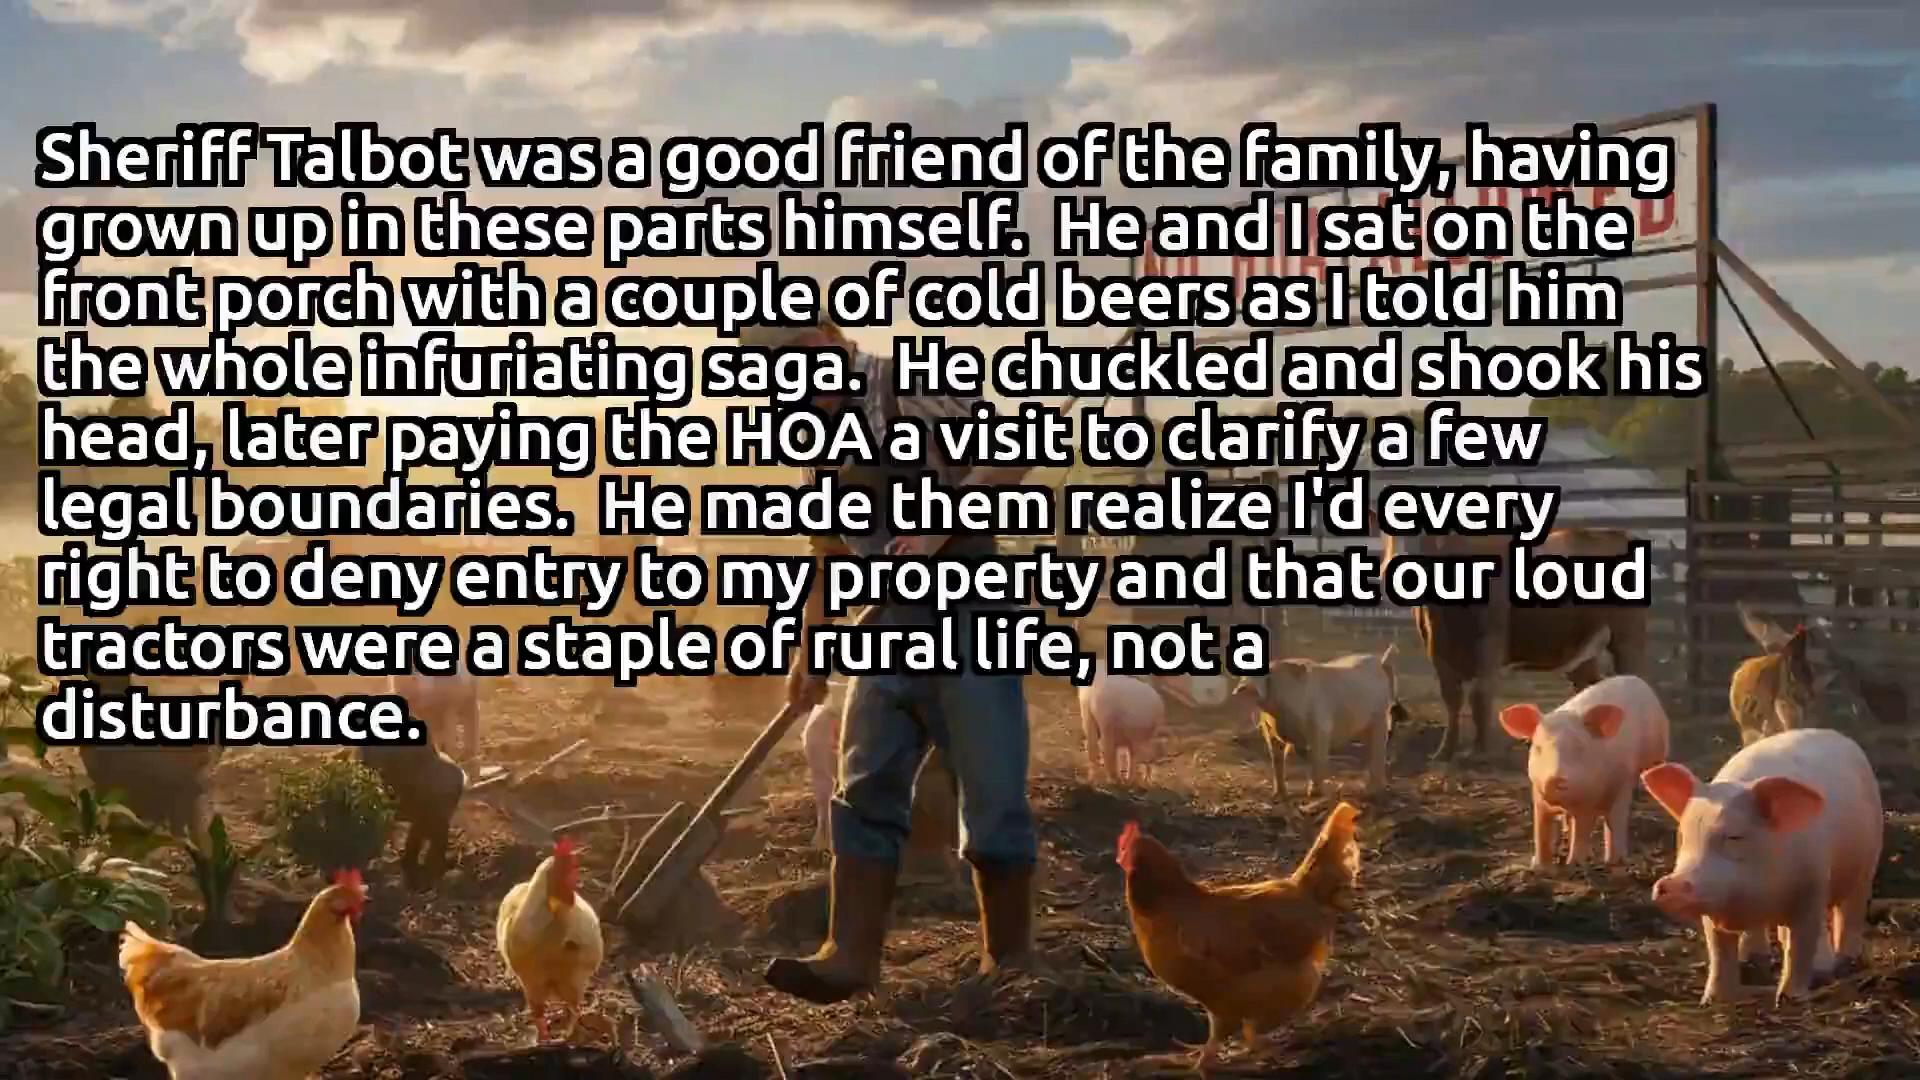 Sheriff Talbot was a good friend of the family, having
grown up in these parts himself.  He and I sat on the
front porch with a couple of cold beers as I told him
the whole infuriating saga.  He chuckled and shook his
head, later paying the HOA a visit to clarify a few
legal boundaries.  He made them realize I'd every
right to deny entry to my property and that our loud
tractors were a staple of rural life, not a
disturbance.